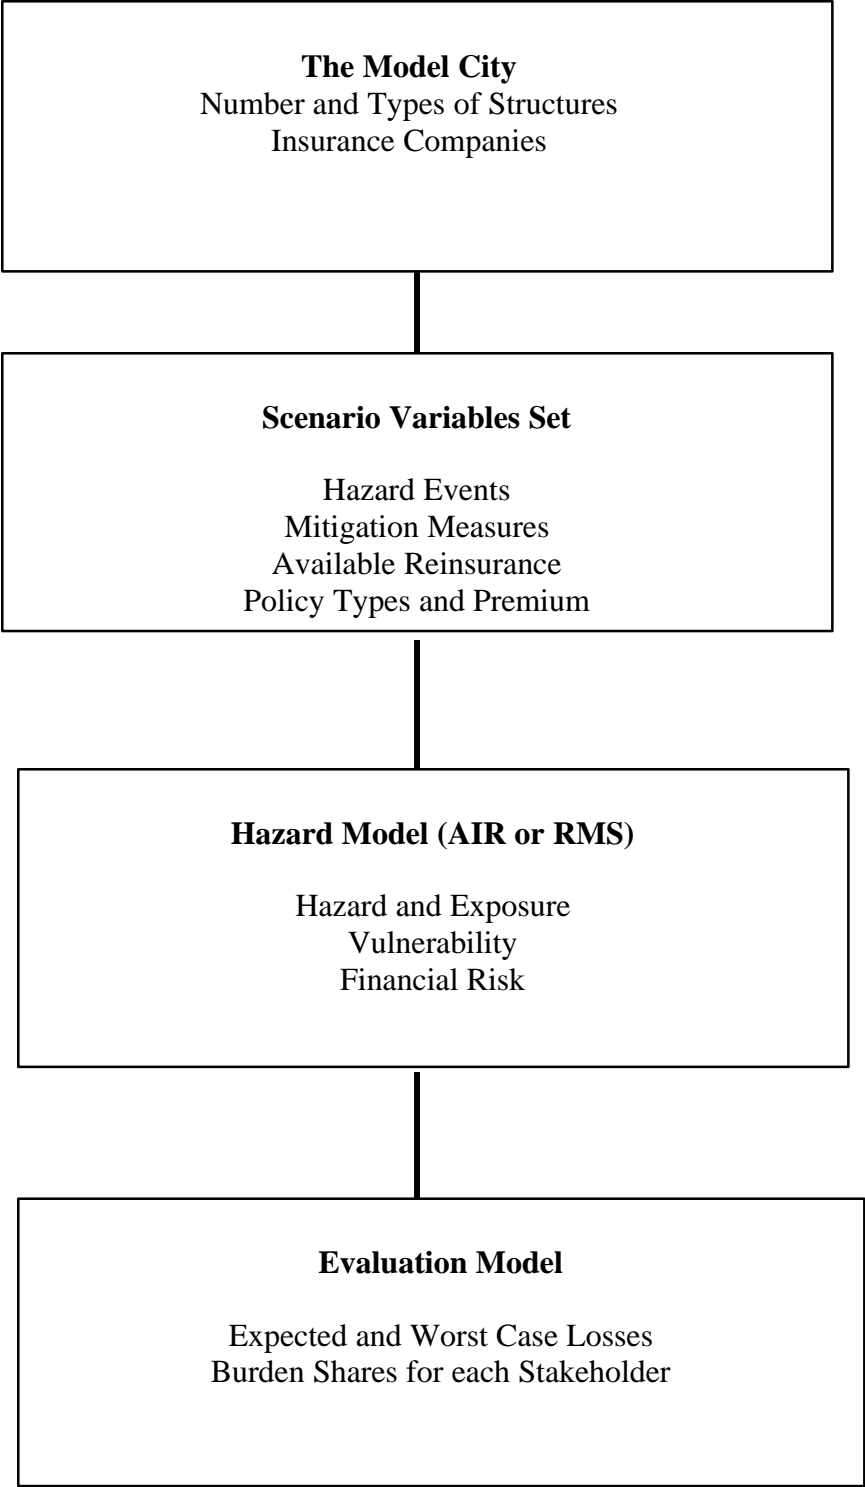 The Model City
Number and Types of Structures
Insurance Companies
Scenario Variables Set
Hazard Events
Mitigation Measures
Available Reinsurance
Policy Types and Premium
Hazard Model (AIR or RMS)
Hazard and Exposure
Vulnerability
Financial Risk
Evaluation Model
Expected and Worst Case Losses
Burden Shares for each Stakeholder